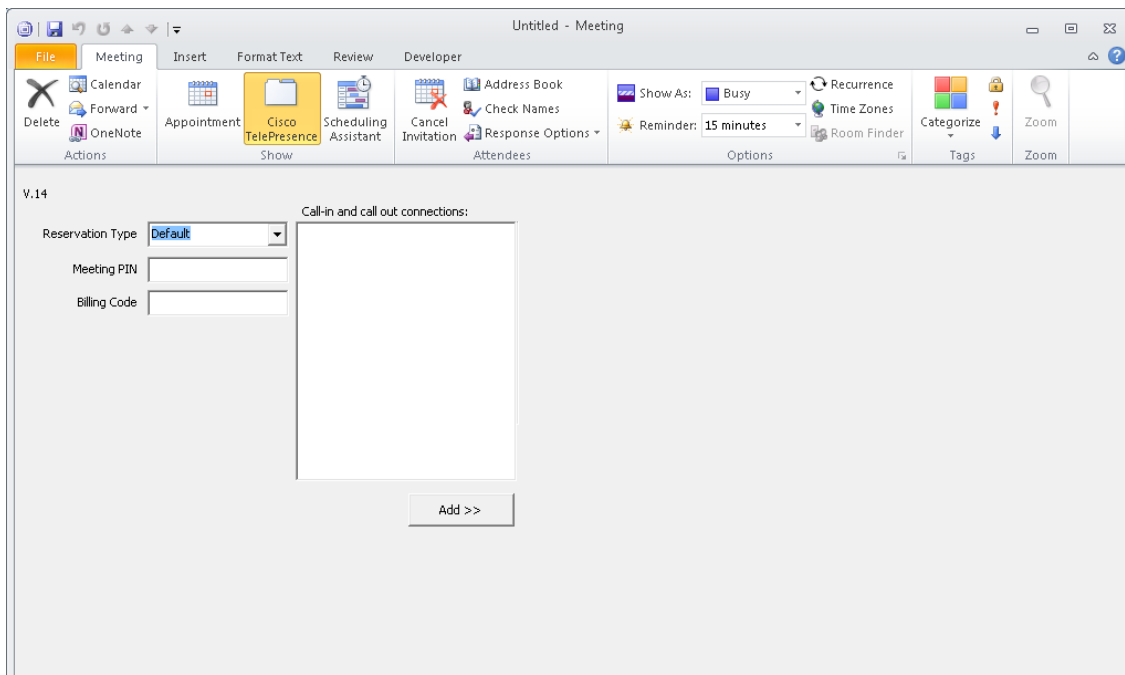 Untitled - Meeting
File Meeting Insert Format Text Review Developer
Delete
Calendar
Forward
OneNote
Actions
Appointment
Cisco TelePresence
Scheduling Assistant
Show
Cancel Invitation
Address Book
Check Names
Response Options
Attendees
Show As: Busy
Reminder: 15 minutes
Recurrence
Time Zones
Room Finder
Options
Categorize
Tags
Zoom
Zoom
V.14
Call-in and call out connections:
Reservation Type Default
Meeting PIN
Billing Code
Add >>